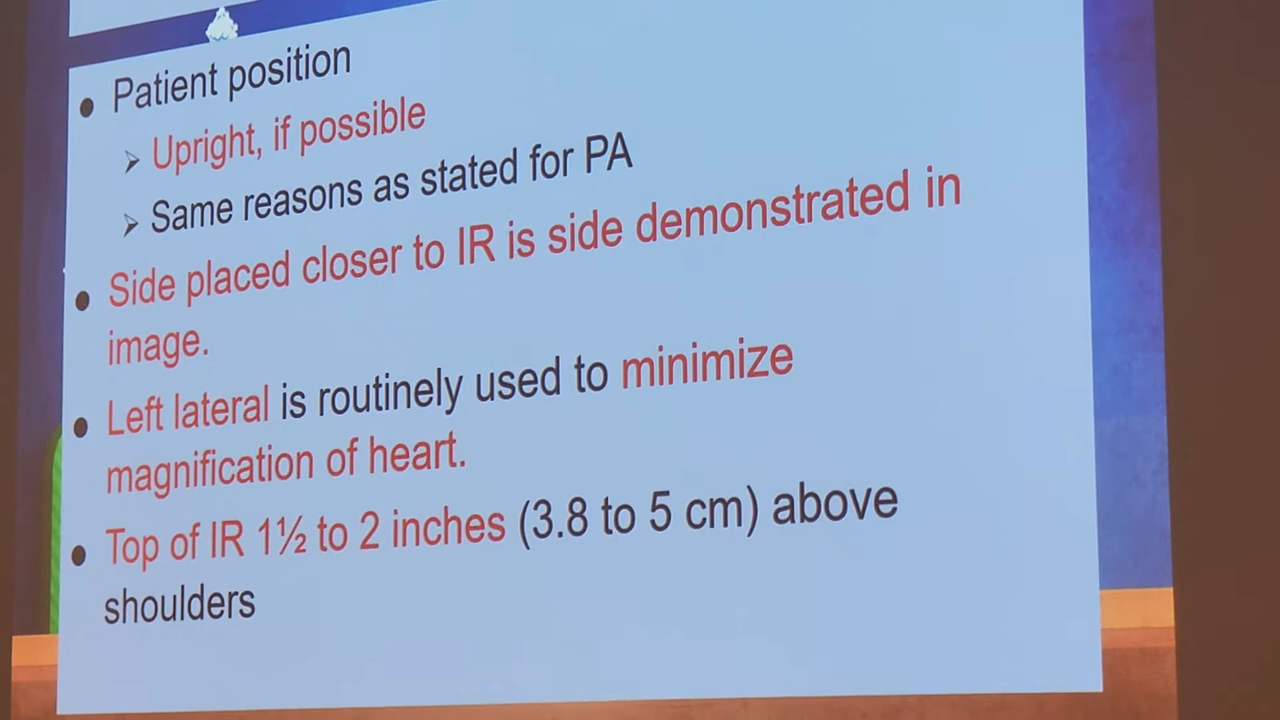 • Patient position
➢ Upright, if possible
➢ Same reasons as stated for PA
• Side placed closer to IR is side demonstrated in
image.
• Left lateral is routinely used to minimize
magnification of heart.
• Top of IR 1½ to 2 inches (3.8 to 5 cm) above
shoulders